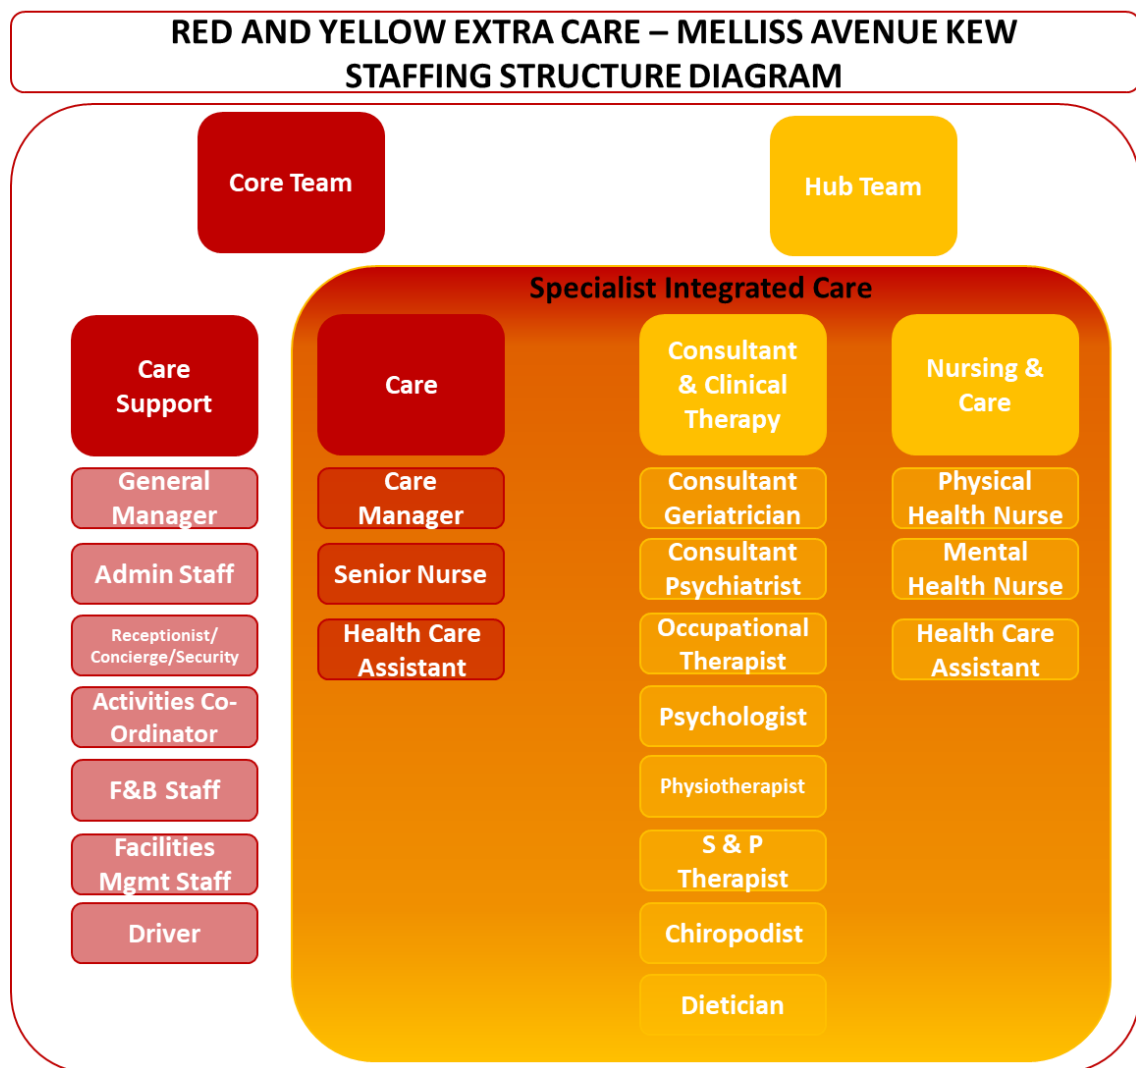 RED AND YELLOW EXTRA CARE – MELLISS AVENUE KEW
STAFFING STRUCTURE DIAGRAM
Core Team
Hub Team
Specialist Integrated Care
Care
Support
General
Manager
Admin Staff
Receptionist/
Concierge/Security
Activities Co-
Ordinator
F&B Staff
Facilities
Mgmt Staff
Driver
Care
Care
Manager
Senior Nurse
Health Care
Assistant
Consultant
& Clinical
Therapy
Consultant
Geriatrician
Consultant
Psychiatrist
Occupational
Therapist
Psychologist
Physiotherapist
S & P
Therapist
Chiropodist
Dietician
Nursing &
Care
Physical
Health Nurse
Mental
Health Nurse
Health Care
Assistant